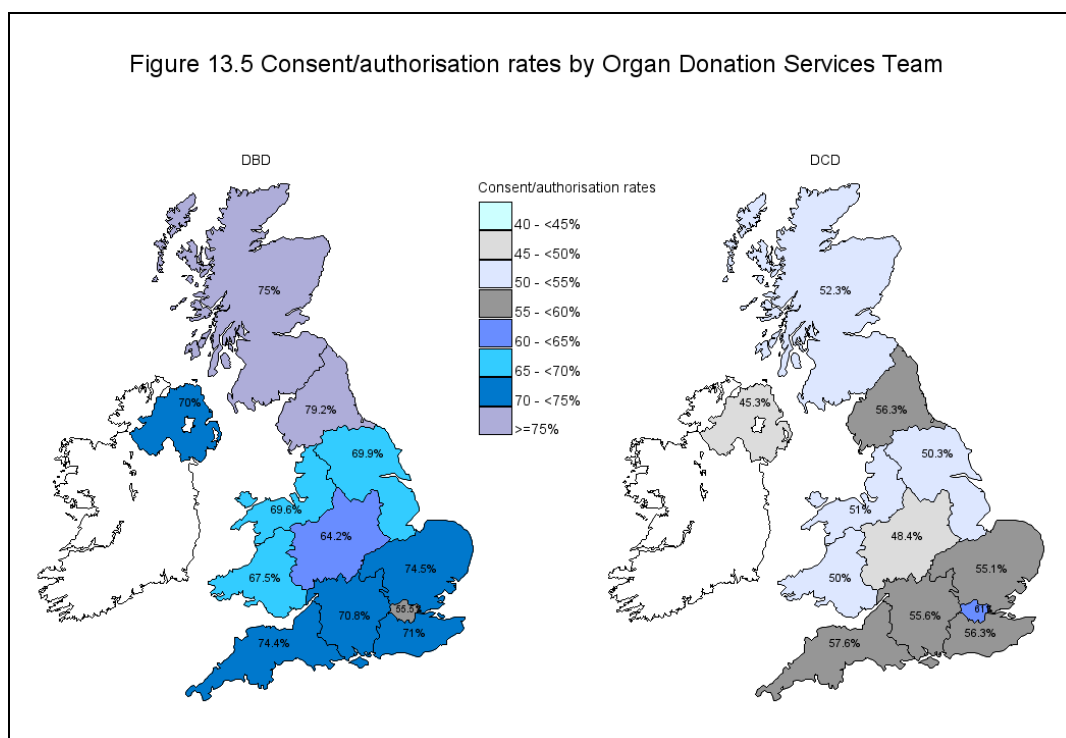 Figure 13.5 Consent/authorisation rates by Organ Donation Services Team
DBD
75%
70%
79.2%
69.9%
69.6%
64.2%
67.5%
74.5%
55.5%
70.8%
71%
74.4%
Consent/authorisation rates
40 - <45%
45 - <50%
50 - <55%
55 - <60%
60 - <65%
65 - <70%
70 - <75%
>=75%
DCD
52.3%
45.3%
56.3%
50.3%
51%
48.4%
50%
55.1%
55.6%
56.3%
57.6%